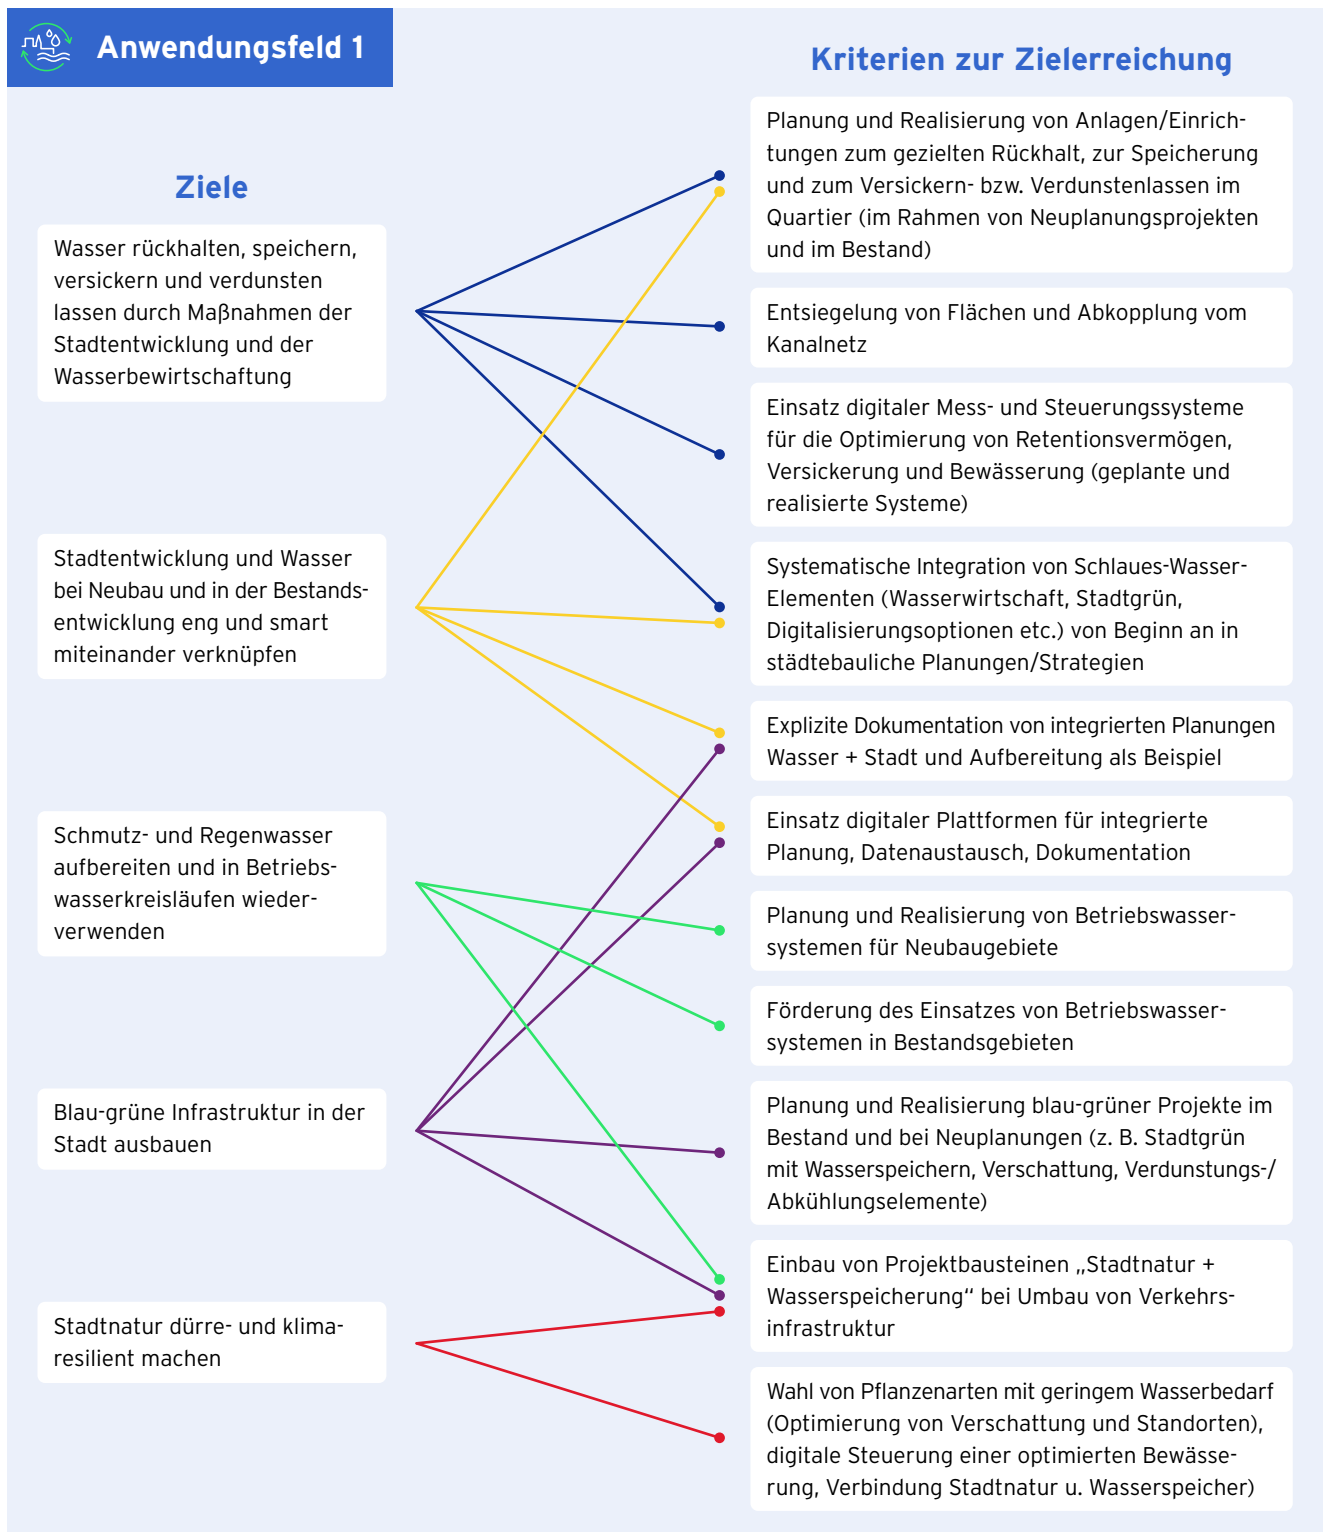 Anwendungsfeld 1
Ziele
Wasser rückhalten, speichern,
versickern und verdunsten
lassen durch Maßnahmen der
Stadtentwicklung und der
Wasserbewirtschaftung
Stadtentwicklung und Wasser
bei Neubau und in der Bestands-
entwicklung eng und smart
miteinander verknüpfen
Schmutz- und Regenwasser
aufbereiten und in Betriebs-
wasserkreisläufen wieder-
verwenden
Blau-grüne Infrastruktur in der
Stadt ausbauen
Stadtnatur dürre- und klima-
resilient machen
Kriterien zur Zielerreichung
Planung und Realisierung von Anlagen/Einrich-
tungen zum gezielten Rückhalt, zur Speicherung
und zum Versickern- bzw. Verdunstenlassen im
Quartier (im Rahmen von Neuplanungsprojekten
und im Bestand)
Entsiegelung von Flächen und Abkopplung vom
Kanalnetz
Einsatz digitaler Mess- und Steuerungssysteme
für die Optimierung von Retentionsvermögen,
Versickerung und Bewässerung (geplante und
realisierte Systeme)
Systematische Integration von Schlaues-Wasser-
Elementen (Wasserwirtschaft, Stadtgrün,
Digitalisierungsoptionen etc.) von Beginn an in
städtebauliche Planungen/Strategien
Explizite Dokumentation von integrierten Planungen
Wasser + Stadt und Aufbereitung als Beispiel
Einsatz digitaler Plattformen für integrierte
Planung, Datenaustausch, Dokumentation
Planung und Realisierung von Betriebswasser-
systemen für Neubaugebiete
Förderung des Einsatzes von Betriebswasser-
systemen in Bestandsgebieten
Planung und Realisierung blau-grüner Projekte im
Bestand und bei Neuplanungen (z. B. Stadtgrün
mit Wasserspeichern, Verschattung, Verdunstungs-/
Abkühlungselemente)
Einbau von Projektbausteinen „Stadtnatur +
Wasserspeicherung“ bei Umbau von Verkehrs-
infrastruktur
Wahl von Pflanzenarten mit geringem Wasserbedarf
(Optimierung von Verschattung und Standorten),
digitale Steuerung einer optimierten Bewässe-
rung, Verbindung Stadtnatur u. Wasserspeicher)